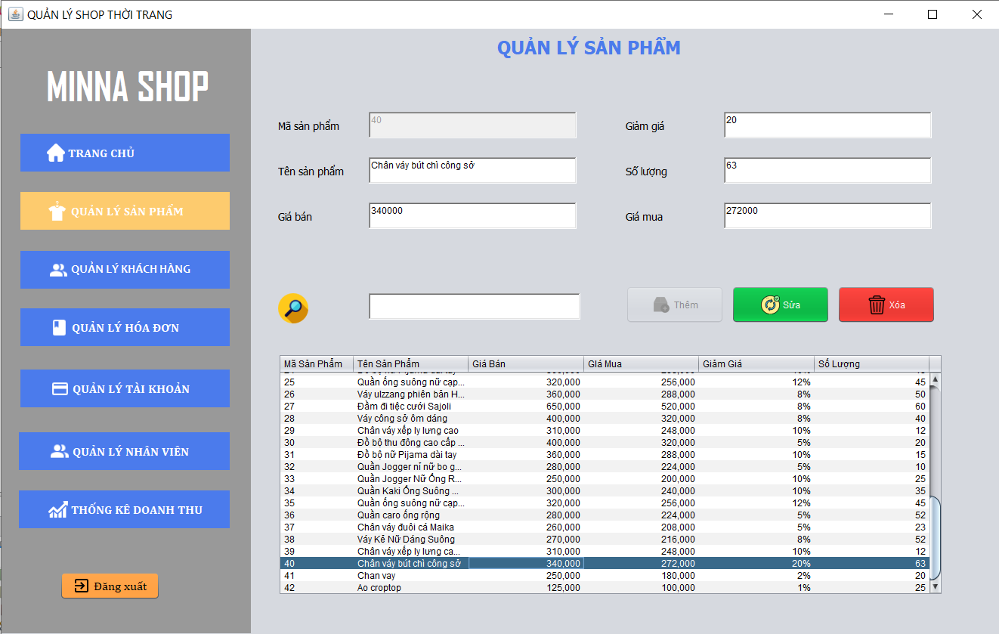 QUẢN LÝ SHOP THỜI TRANG
MINNA SHOP
TRANG CHỦ
QUẢN LÝ SẢN PHẨM
QUẢN LÝ KHÁCH HÀNG
QUẢN LÝ HÓA ĐƠN
QUẢN LÝ TÀI KHOẢN
QUẢN LÝ NHÂN VIÊN
THỐNG KÊ DOANH THU
Đăng xuất
QUẢN LÝ SẢN PHẨM
Mã sản phẩm 40 Giảm giá 20
Tên sản phẩm Chân váy bút chì công sở Số lượng 63
Giá bán 340000 Giá mua 272000
Thêm Sửa Xóa
Mã Sản Phẩm Tên Sản Phẩm Giá Bán Giá Mua Giảm Giá Số Lượng
25 Quần ống suông nữ cạp... 320,000 256,000 12% 45
26 Váy ulzzang phiên bản H... 360,000 288,000 8% 50
27 Đầm đi tiệc cưới Sajoli 650,000 520,000 8% 60
28 Váy công sở ôm dáng 400,000 320,000 8% 40
29 Chân váy xếp ly lưng cao 310,000 248,000 10% 12
30 Đồ bộ thu đông cao cấp ... 400,000 320,000 5% 20
31 Đồ bộ nữ Pijama dài tay 360,000 288,000 10% 15
32 Quần Jogger nỉ nữ bo g... 280,000 224,000 5% 10
33 Quần Jogger Nữ Ống R... 250,000 200,000 10% 25
34 Quần Kaki Ống Suông ... 300,000 240,000 10% 35
35 Quần ống suông nữ cạp... 320,000 256,000 12% 45
36 Quần caro ống rộng 280,000 224,000 5% 52
37 Chân váy đuôi cá Maika 260,000 208,000 5% 23
38 Váy Kẻ Nữ Dáng Suông 270,000 216,000 8% 52
39 Chân váy xếp ly lưng ca... 310,000 248,000 10% 12
40 Chân váy bút chì công sở 340,000 272,000 20% 63
41 Chan vay 250,000 180,000 2% 20
42 Ao croptop 125,000 100,000 1% 25